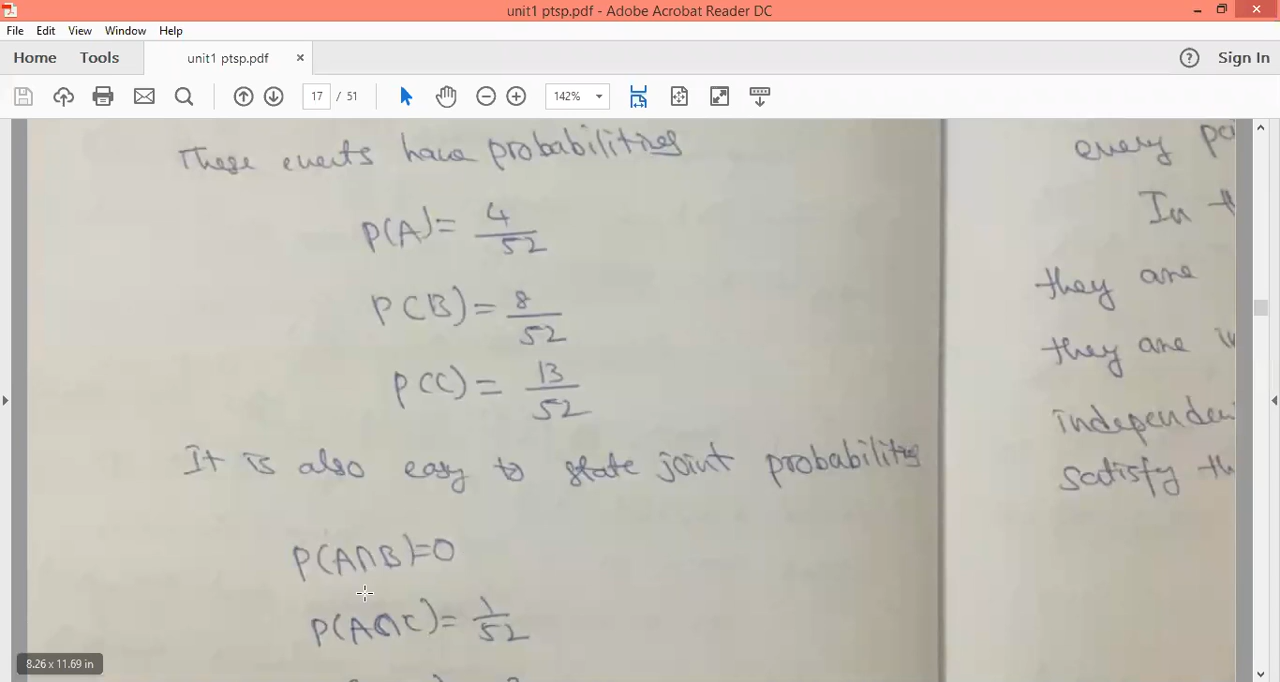 unit1 ptsp.pdf - Adobe Acrobat Reader DC
File Edit View Window Help
Home Tools unit1 ptsp.pdf × Sign In
17 / 51 142%
These events have probabilities
P(A) = 4/52
P(B) = 8/52
P(C) = 13/52
It is also easy to state joint probabilities
P(A∩B)=0
P(A∩C) = 1/52
every
In
they are
they are
satisfy
8.26 x 11.69 in